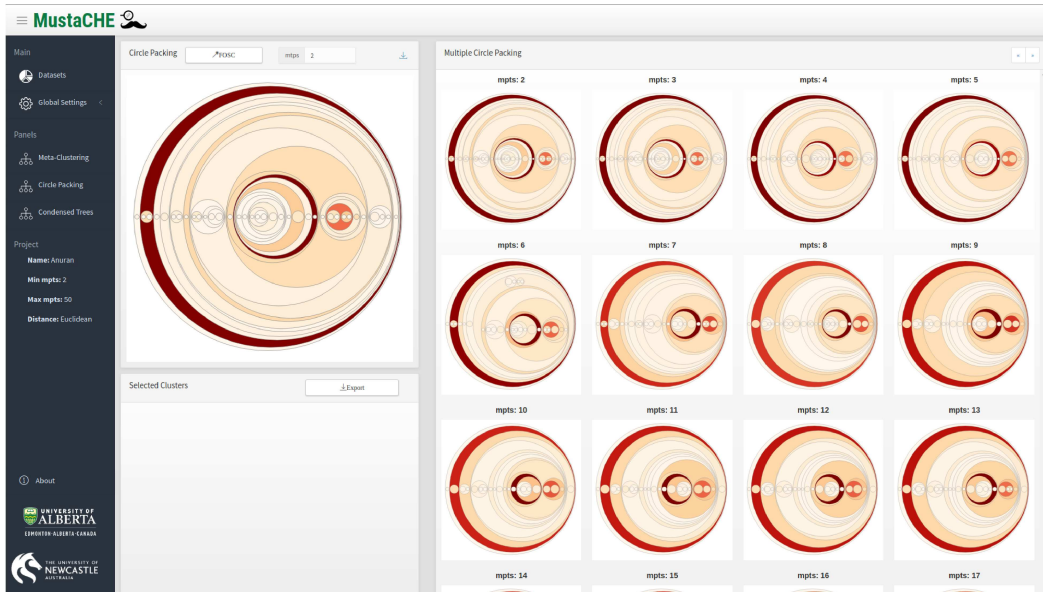 MustaCHE
Main
Datasets
Global Settings <
Panels
Meta-Clustering
Circle Packing
Condensed Trees
Project
Name: Anuran
Min mpts: 2
Max mpts: 50
Distance: Euclidean
About
UNIVERSITY OF
ALBERTA
EDMONTON·ALBERTA·CANADA
THE UNIVERSITY OF
NEWCASTLE
AUSTRALIA
Circle Packing FOSC mtps 2
Selected Clusters Export
Multiple Circle Packing « »
mpts: 2 mpts: 3 mpts: 4 mpts: 5
mpts: 6 mpts: 7 mpts: 8 mpts: 9
mpts: 10 mpts: 11 mpts: 12 mpts: 13
mpts: 14 mpts: 15 mpts: 16 mpts: 17